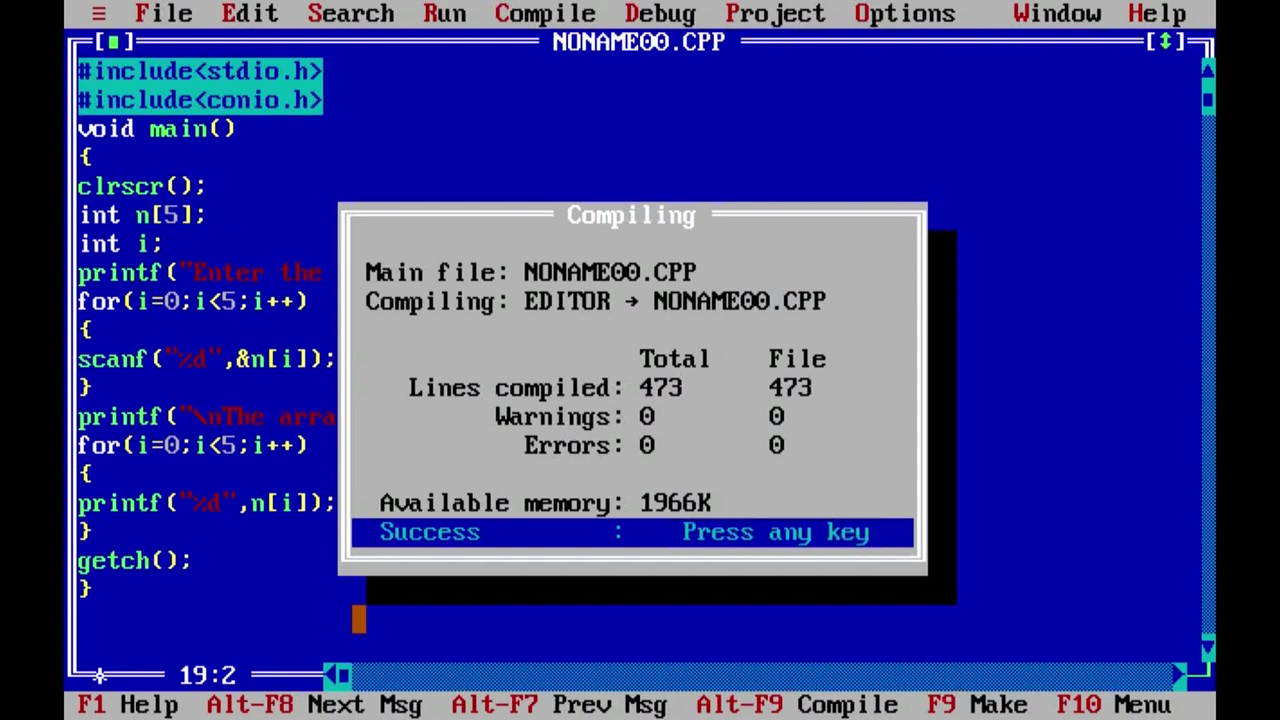 ≡ File Edit Search Run Compile Debug Project Options Window Help
NONAME00.CPP
#include<stdio.h>
#include<conio.h>
void main()
{
clrscr();
int n[5];
int i;
printf("Enter the
for(i=0;i<5;i++)
{
scanf("%d",&n[i]);
}
printf("\nThe arra
for(i=0;i<5;i++)
{
printf("%d",n[i]);
}
getch();
}
Compiling
Main file: NONAME00.CPP
Compiling: EDITOR → NONAME00.CPP
Total File
Lines compiled: 473 473
Warnings: 0 0
Errors: 0 0
Available memory: 1966K
Success : Press any key
19:2
F1 Help Alt-F8 Next Msg Alt-F7 Prev Msg Alt-F9 Compile F9 Make F10 Menu